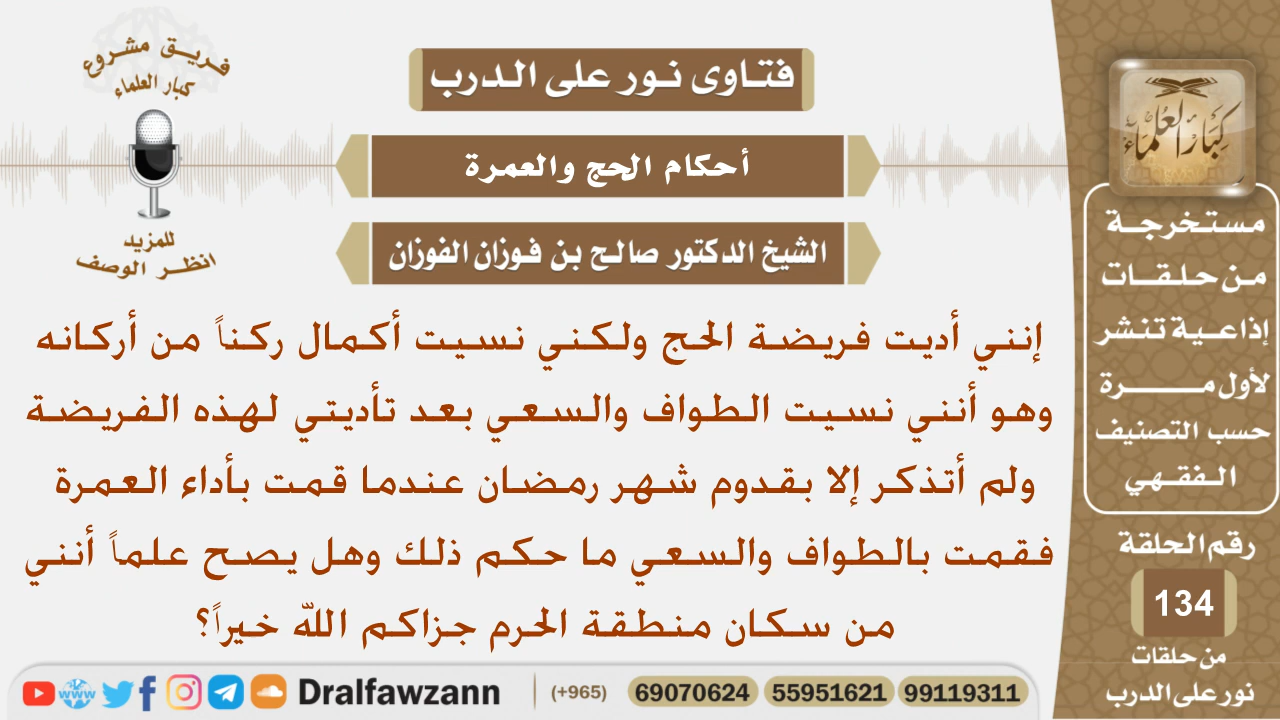 فريق مشروع
كبار العلماء
للمزيد
انظر الوصف
فتاوى نور على الدرب
أحكام الحج والعمرة
الشيخ الدكتور صالح بن فوزان الفوزان
إنني أديت فريضة الحج ولكني نسيت أكمال ركناً من أركانه
وهو أنني نسيت الطواف والسعي بعد تأديتي لهذه الفريضة
ولم أتذكر إلا بقدوم شهر رمضان عندما قمت بأداء العمرة
فقمت بالطواف والسعي ما حكم ذلك وهل يصح علماً أنني
من سكان منطقة الحرم جزاكم الله خيراً؟
كبار العلماء
مستخرجة
من حلقات
إذاعية تنشر
لأول مرة
حسب التصنيف
الفقهي
رقم الحلقة
134
من حلقات
نور على الدرب
www Dralfawzann (+965) 69070624 55951621 99119311